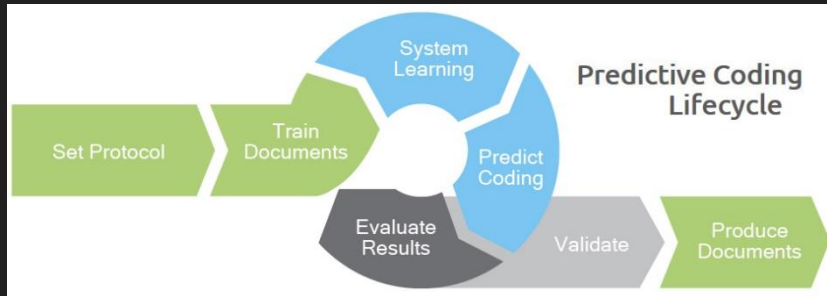 System
Learning
Predictive Coding
Lifecycle
Set Protocol
Train
Documents
Predict
Coding
Evaluate
Results
Validate
Produce
Documents